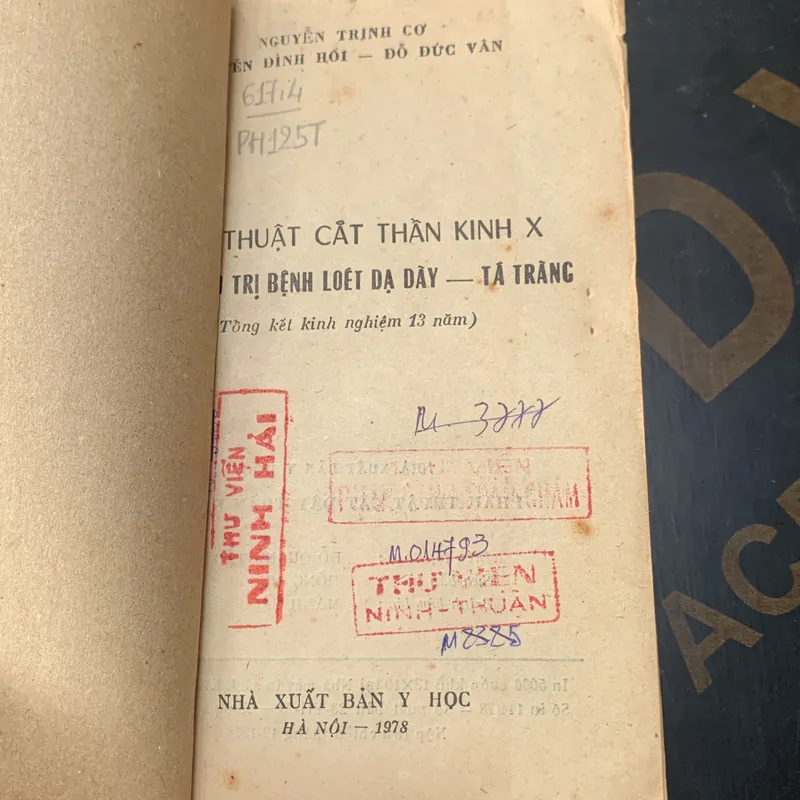 NGUYỄN TRỊNH CƠ
ỄN ĐÌNH HỐI — ĐỖ ĐỨC VÂN
617.4
PH125T
THUẬT CẮT THẦN KINH X
TRỊ BỆNH LOÉT DẠ DÀY — TÁ TRÀNG
(Tổng kết kinh nghiệm 13 năm)
THƯ VIỆN
NINH HẢI
M.014793
THƯ VIỆN
NINH-THUẬN
M8385
NHÀ XUẤT BẢN Y HỌC
HÀ NỘI — 1978